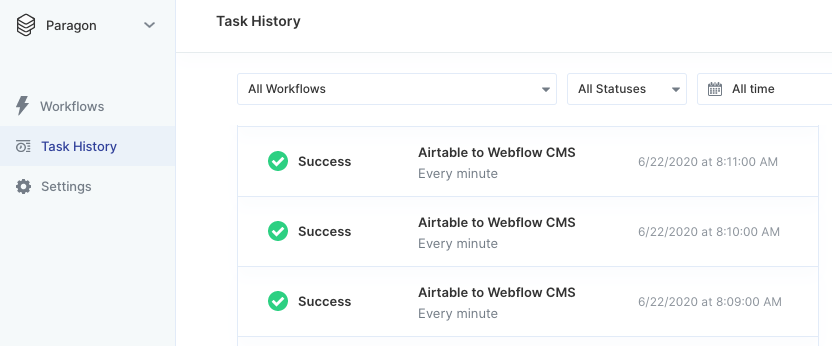 Paragon
Task History
Workflows
Task History
Settings
All Workflows
All Statuses
All time
Success
Airtable to Webflow CMS
Every minute
6/22/2020 at 8:11:00 AM
Success
Airtable to Webflow CMS
Every minute
6/22/2020 at 8:10:00 AM
Success
Airtable to Webflow CMS
Every minute
6/22/2020 at 8:09:00 AM